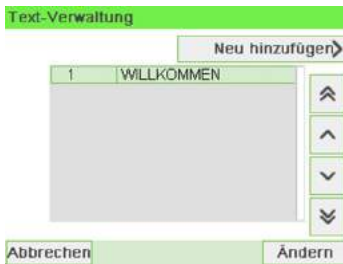 Text-Verwaltung
Neu hinzufügen
1 WILLKOMMEN
Abbrechen Ändern